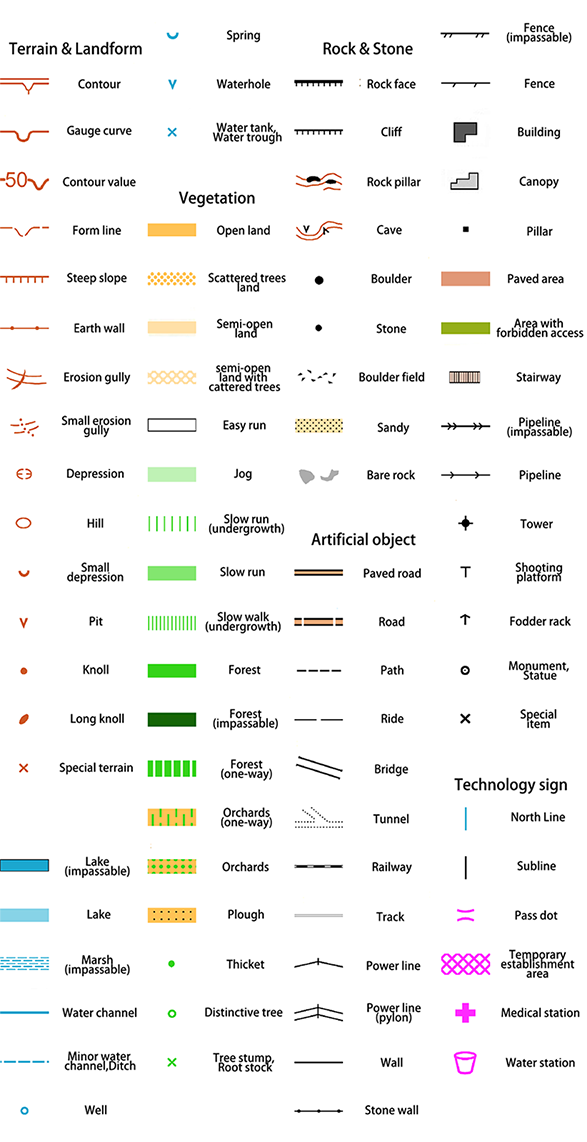 Terrain & Landform
Contour
Gauge curve
50
Contour value
Form line
Steep slope
Earth wall
Erosion gully
Small erosion
gully
Depression
Hill
Small
depression
Pit
Knoll
Long knoll
Special terrain
Lake
(impassable)
Lake
Marsh
(impassable)
Water channel
Minor water
channel,Ditch
Well
Spring
Waterhole
Water tank,
Water trough
Vegetation
Open land
Scattered trees
land
Semi-open
land
semi-open
land with
cattered trees
Easy run
Jog
Slow run
(undergrowth)
Slow run
Slow walk
(undergrowth)
Forest
Forest
(impassable)
Forest
(one-way)
Orchards
(one-way)
Orchards
Plough
Thicket
Distinctive tree
Tree stump,
Root stock
Rock & Stone
Rock face
Cliff
Rock pillar
Cave
Boulder
Stone
Boulder field
Sandy
Bare rock
Artificial object
Paved road
Road
Path
Ride
Bridge
Tunnel
Railway
Track
Power line
Power line
(pylon)
Wall
Stone wall
Fence
(impassable)
Fence
Building
Canopy
Pillar
Paved area
Area with
forbidden access
Stairway
Pipeline
(impassable)
Pipeline
Tower
Shooting
platform
Fodder rack
Monument,
Statue
Special
item
Technology sign
North Line
Subline
Pass dot
Temporary
establishment
area
Medical station
Water station